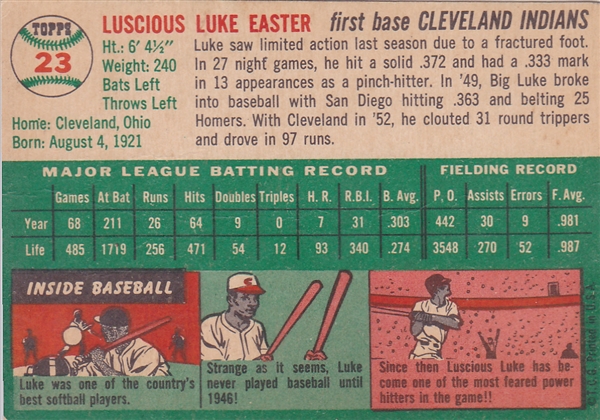 TOPPS
23
LUSCIOUS LUKE EASTER first base CLEVELAND INDIANS
Ht.: 6' 4½"
Weight: 240
Bats Left
Throws Left
Home: Cleveland, Ohio
Born: August 4, 1921
Luke saw limited action last season due to a fractured foot.
In 27 night games, he hit a solid .372 and had a .333 mark
in 13 appearances as a pinch-hitter. In '49, Big Luke broke
into baseball with San Diego hitting .363 and belting 25
Homers. With Cleveland in '52, he clouted 31 round trippers
and drove in 97 runs.
MAJOR LEAGUE BATTING RECORD FIELDING RECORD
Games At Bat Runs Hits Doubles Triples H. R. R.B.I. B. Avg. P. O. Assists Errors F. Avg.
Year 68 211 26 64 9 0 7 31 .303 442 30 9 .981
Life 485 1719 256 471 54 12 93 340 .274 3548 270 52 .987
INSIDE BASEBALL
Luke was one of the country's
best softball players.
Strange as it seems, Luke
never played baseball until
1946!
Since then Luscious Luke has be-
come one of the most feared power
hitters in the game!!
T.C.G. Printed in U.S.A.